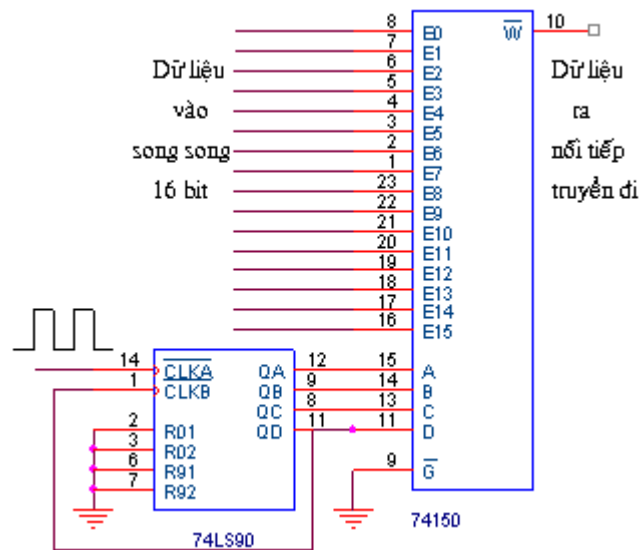 8 E0 W 10
7 E1
Dữ liệu 6 E2 Dữ liệu
5 E3
vào 4 E4 ra
3 E5
song song 2 E6 nối tiếp
1 E7
16 bit 23 E8 truyền đi
22 E9
21 E10
20 E11
19 E12
18 E13
17 E14
16 E15
14 CLKA QA 12 15 A
1 CLKB QB 9 14 B
QC 8 13 C
2 R01 QD 11 11 D
3 R02
6 R91 9 G
7 R92
74LS90
74150